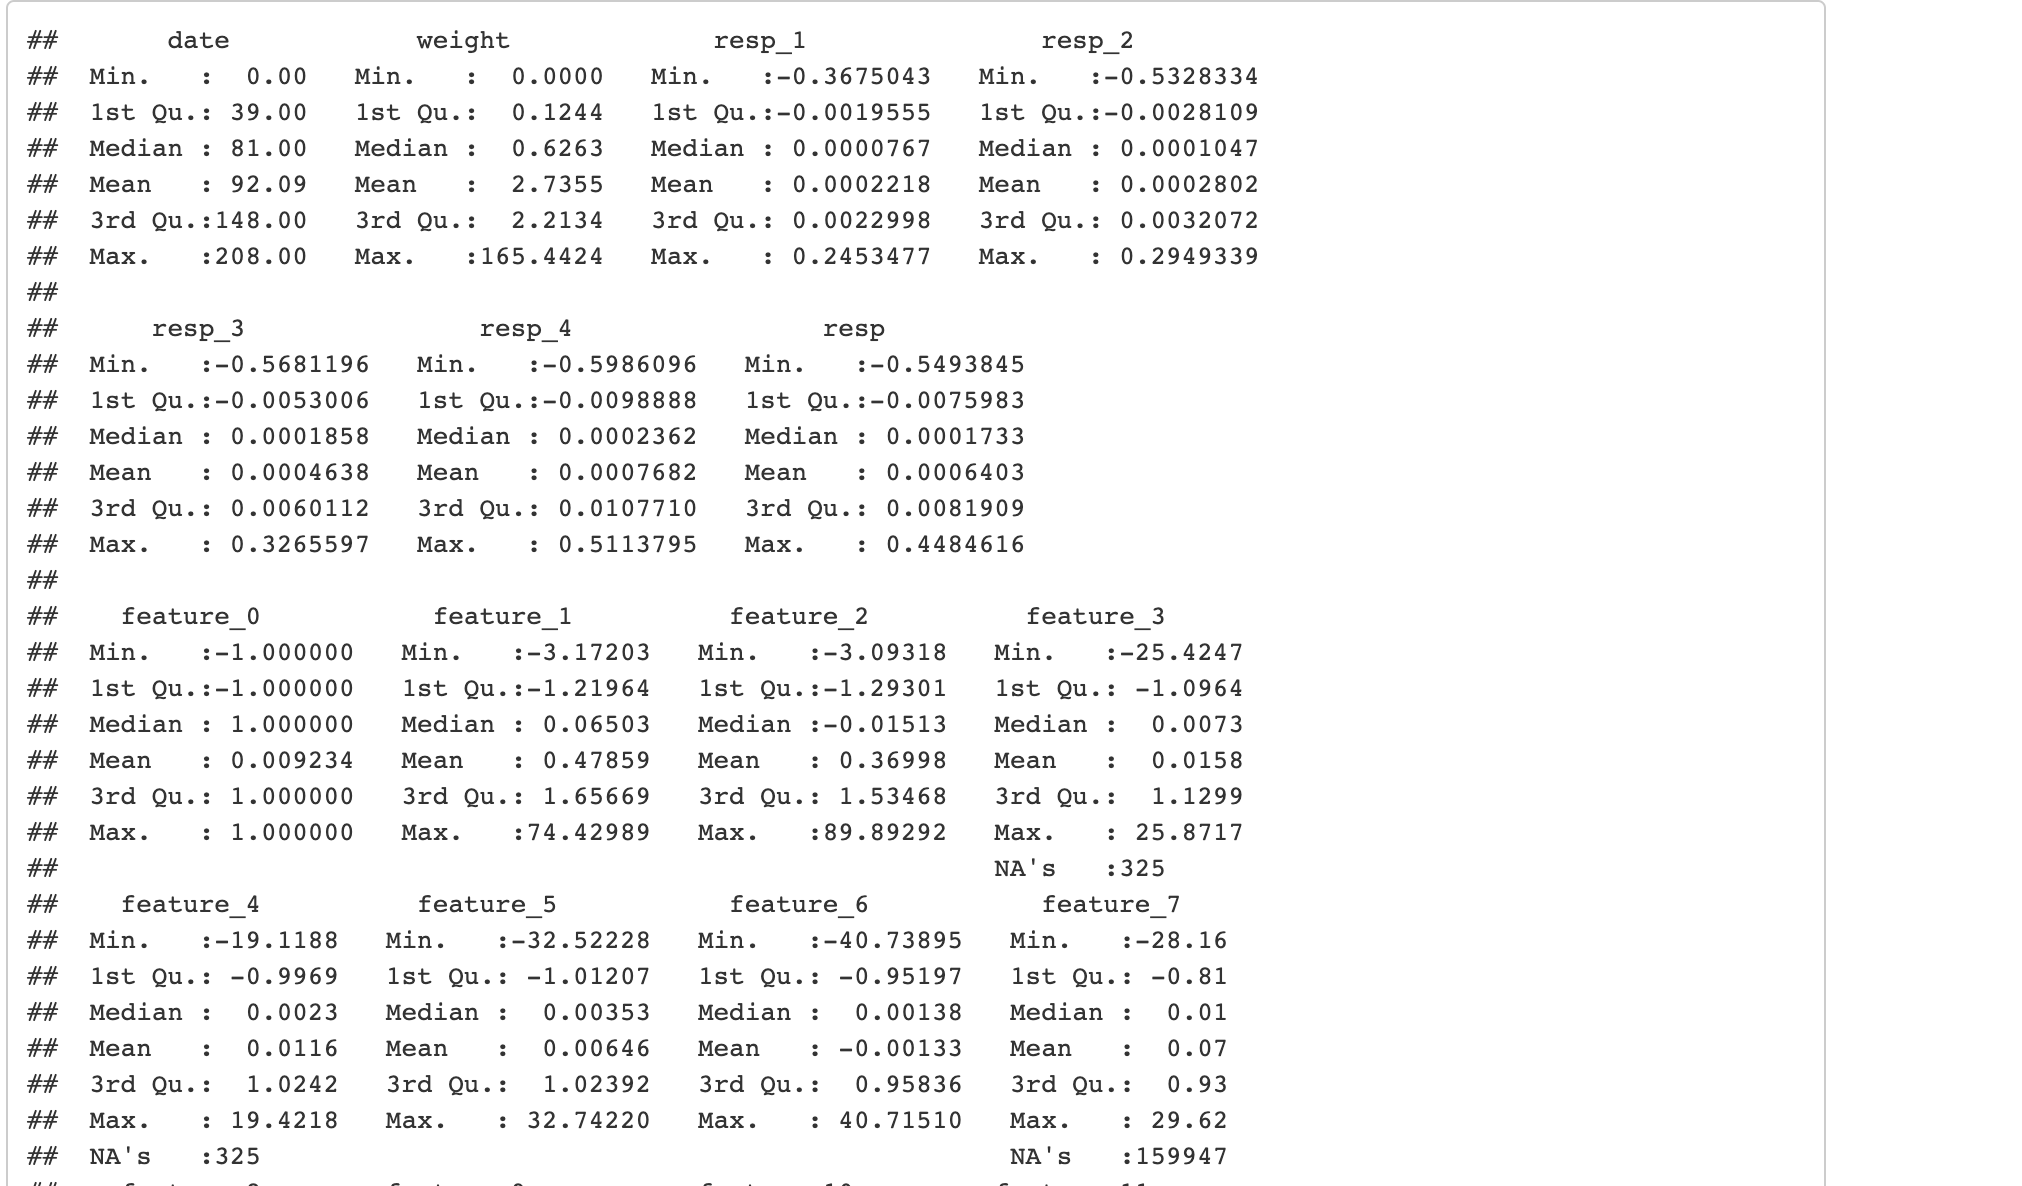 ##       date            weight             resp_1               resp_2
##  Min.   :  0.00   Min.   :  0.0000   Min.   :-0.3675043   Min.   :-0.5328334
##  1st Qu.: 39.00   1st Qu.:  0.1244   1st Qu.:-0.0019555   1st Qu.:-0.0028109
##  Median : 81.00   Median :  0.6263   Median : 0.0000767   Median : 0.0001047
##  Mean   : 92.09   Mean   :  2.7355   Mean   : 0.0002218   Mean   : 0.0002802
##  3rd Qu.:148.00   3rd Qu.:  2.2134   3rd Qu.: 0.0022998   3rd Qu.: 0.0032072
##  Max.   :208.00   Max.   :165.4424   Max.   : 0.2453477   Max.   : 0.2949339
##
##      resp_3               resp_4                resp
##  Min.   :-0.5681196   Min.   :-0.5986096   Min.   :-0.5493845
##  1st Qu.:-0.0053006   1st Qu.:-0.0098888   1st Qu.:-0.0075983
##  Median : 0.0001858   Median : 0.0002362   Median : 0.0001733
##  Mean   : 0.0004638   Mean   : 0.0007682   Mean   : 0.0006403
##  3rd Qu.: 0.0060112   3rd Qu.: 0.0107710   3rd Qu.: 0.0081909
##  Max.   : 0.3265597   Max.   : 0.5113795   Max.   : 0.4484616
##
##    feature_0           feature_1          feature_2          feature_3
##  Min.   :-1.000000   Min.   :-3.17203   Min.   :-3.09318   Min.   :-25.4247
##  1st Qu.:-1.000000   1st Qu.:-1.21964   1st Qu.:-1.29301   1st Qu.: -1.0964
##  Median : 1.000000   Median : 0.06503   Median :-0.01513   Median :  0.0073
##  Mean   : 0.009234   Mean   : 0.47859   Mean   : 0.36998   Mean   :  0.0158
##  3rd Qu.: 1.000000   3rd Qu.: 1.65669   3rd Qu.: 1.53468   3rd Qu.:  1.1299
##  Max.   : 1.000000   Max.   :74.42989   Max.   :89.89292   Max.   : 25.8717
##                                                            NA's   :325
##    feature_4          feature_5           feature_6           feature_7
##  Min.   :-19.1188   Min.   :-32.52228   Min.   :-40.73895   Min.   :-28.16
##  1st Qu.: -0.9969   1st Qu.: -1.01207   1st Qu.: -0.95197   1st Qu.: -0.81
##  Median :  0.0023   Median :  0.00353   Median :  0.00138   Median :  0.01
##  Mean   :  0.0116   Mean   :  0.00646   Mean   : -0.00133   Mean   :  0.07
##  3rd Qu.:  1.0242   3rd Qu.:  1.02392   3rd Qu.:  0.95836   3rd Qu.:  0.93
##  Max.   : 19.4218   Max.   : 32.74220   Max.   : 40.71510   Max.   : 29.62
##  NA's   :325                                                NA's   :159947